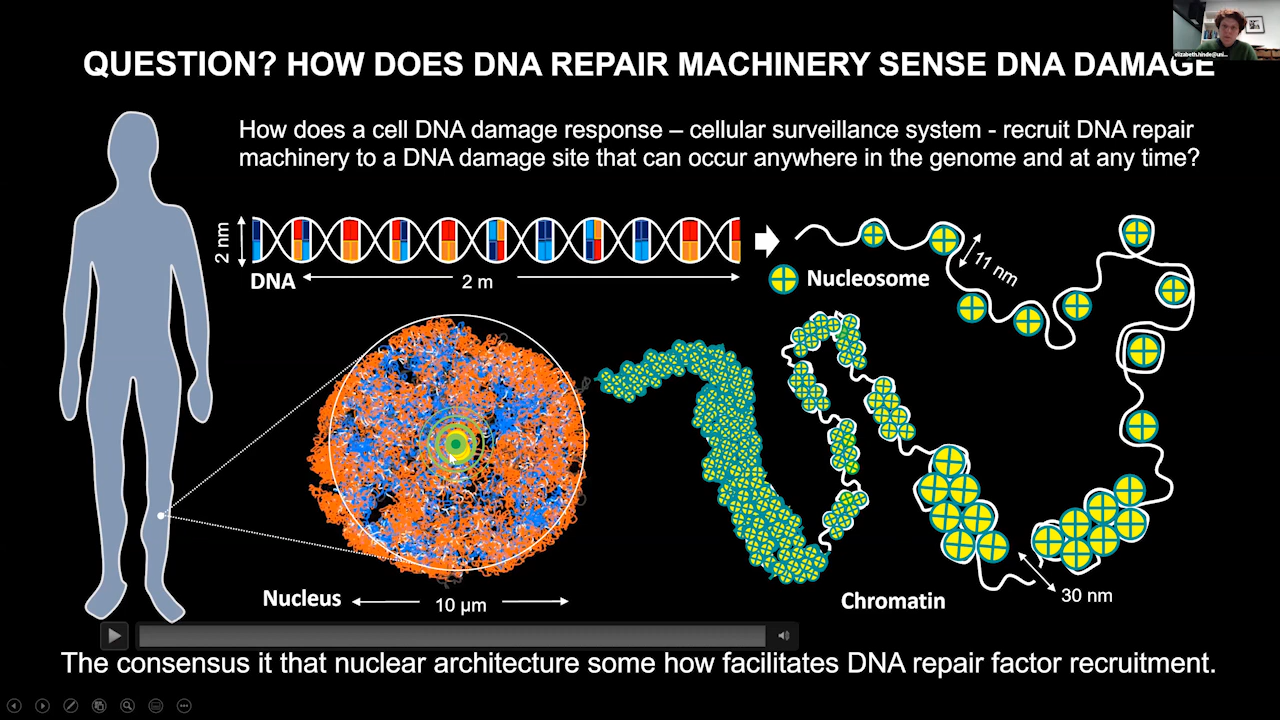 QUESTION? HOW DOES DNA REPAIR MACHINERY SENSE DNA DAMAGE
elizabeth.hinde@uni...
How does a cell DNA damage response – cellular surveillance system - recruit DNA repair
machinery to a DNA damage site that can occur anywhere in the genome and at any time?
2 nm
DNA
2 m
Nucleosome
11 nm
Nucleus
10 µm
Chromatin
30 nm
The consensus it that nuclear architecture some how facilitates DNA repair factor recruitment.